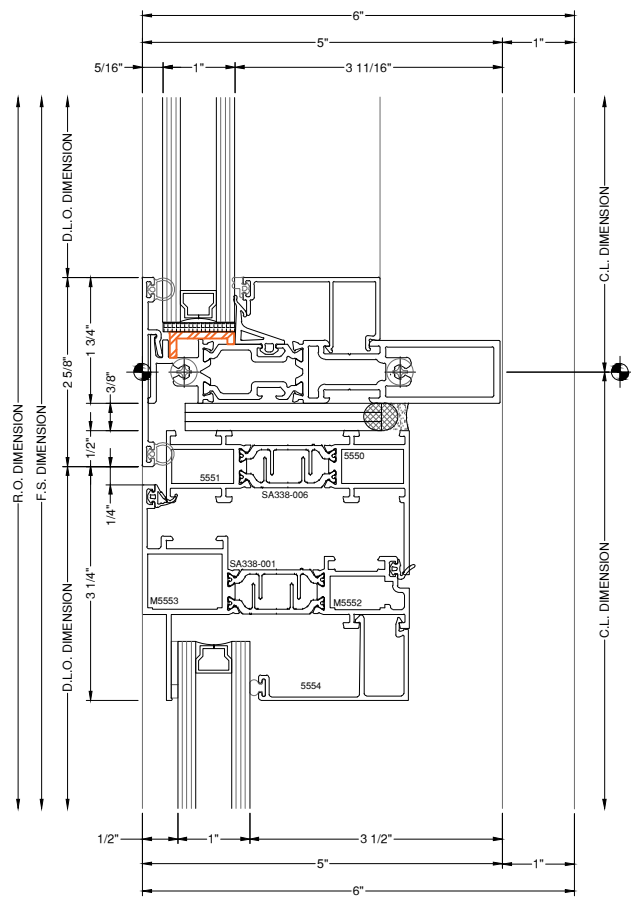 6"
5"
1"
5/16"
1"
3 11/16"
R.O. DIMENSION
F.S. DIMENSION
D.L.O. DIMENSION
2 5/8"
1 3/4"
3/8"
1/2"
1/4"
3 1/4"
D.L.O. DIMENSION
C.L. DIMENSION
C.L. DIMENSION
5551
5550
SA338-006
SA338-001
M5553
M5552
5554
1/2"
1"
3 1/2"
5"
1"
6"